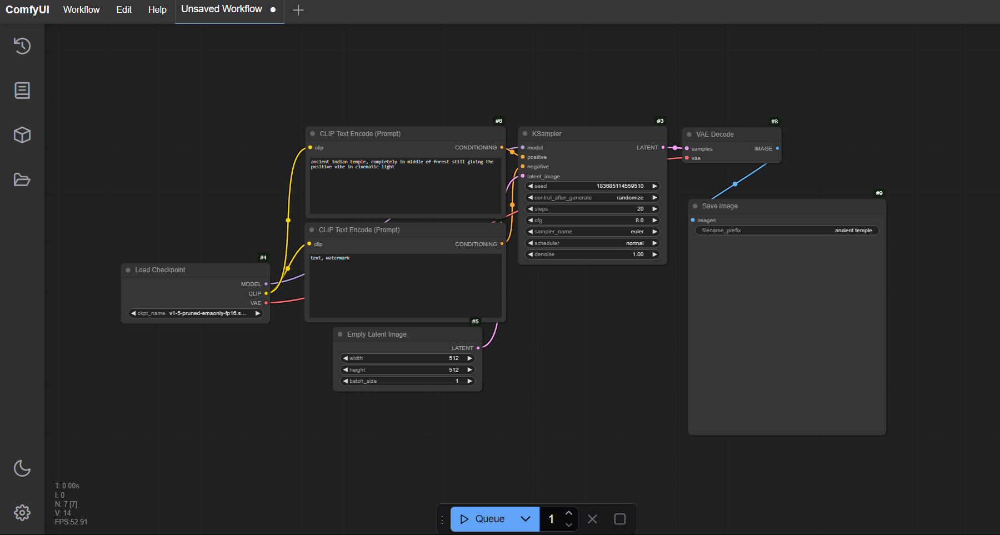 ComfyUI Workflow Edit Help Unsaved Workflow
#6
CLIP Text Encode (Prompt)
clip CONDITIONING
ancient indian temple, completely in middle of forest still giving the
positive vibe in cinematic light
#3
KSampler
model LATENT
positive
negative
latent_image
seed 183685114559510
control_after_generate randomize
steps 20
cfg 8.0
sampler_name euler
scheduler normal
denoise 1.00
#8
VAE Decode
samples IMAGE
vae
#9
Save Image
images
filename_prefix ancient temple
CLIP Text Encode (Prompt)
clip CONDITIONING
text, watermark
#4
Load Checkpoint
MODEL
CLIP
VAE
ckpt_name v1-5-pruned-emaonly-fp16.s...
#5
Empty Latent Image
LATENT
width 512
height 512
batch_size 1
T: 0.00s
I: 0
N: 7 [7]
V: 14
FPS:52.91
Queue 1